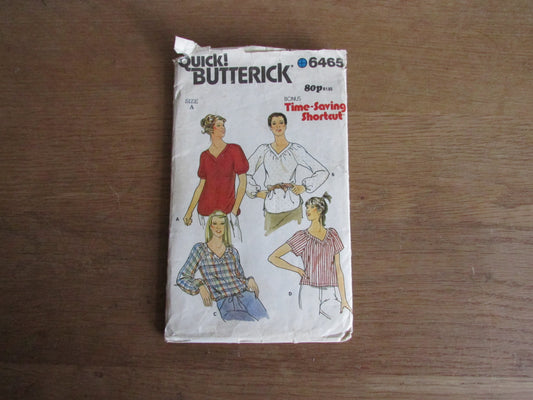 QUICK!
BUTTERICK
6465
80p
SIZE
A
BONUS
Time-Saving
Shortcut
A
B
C
D